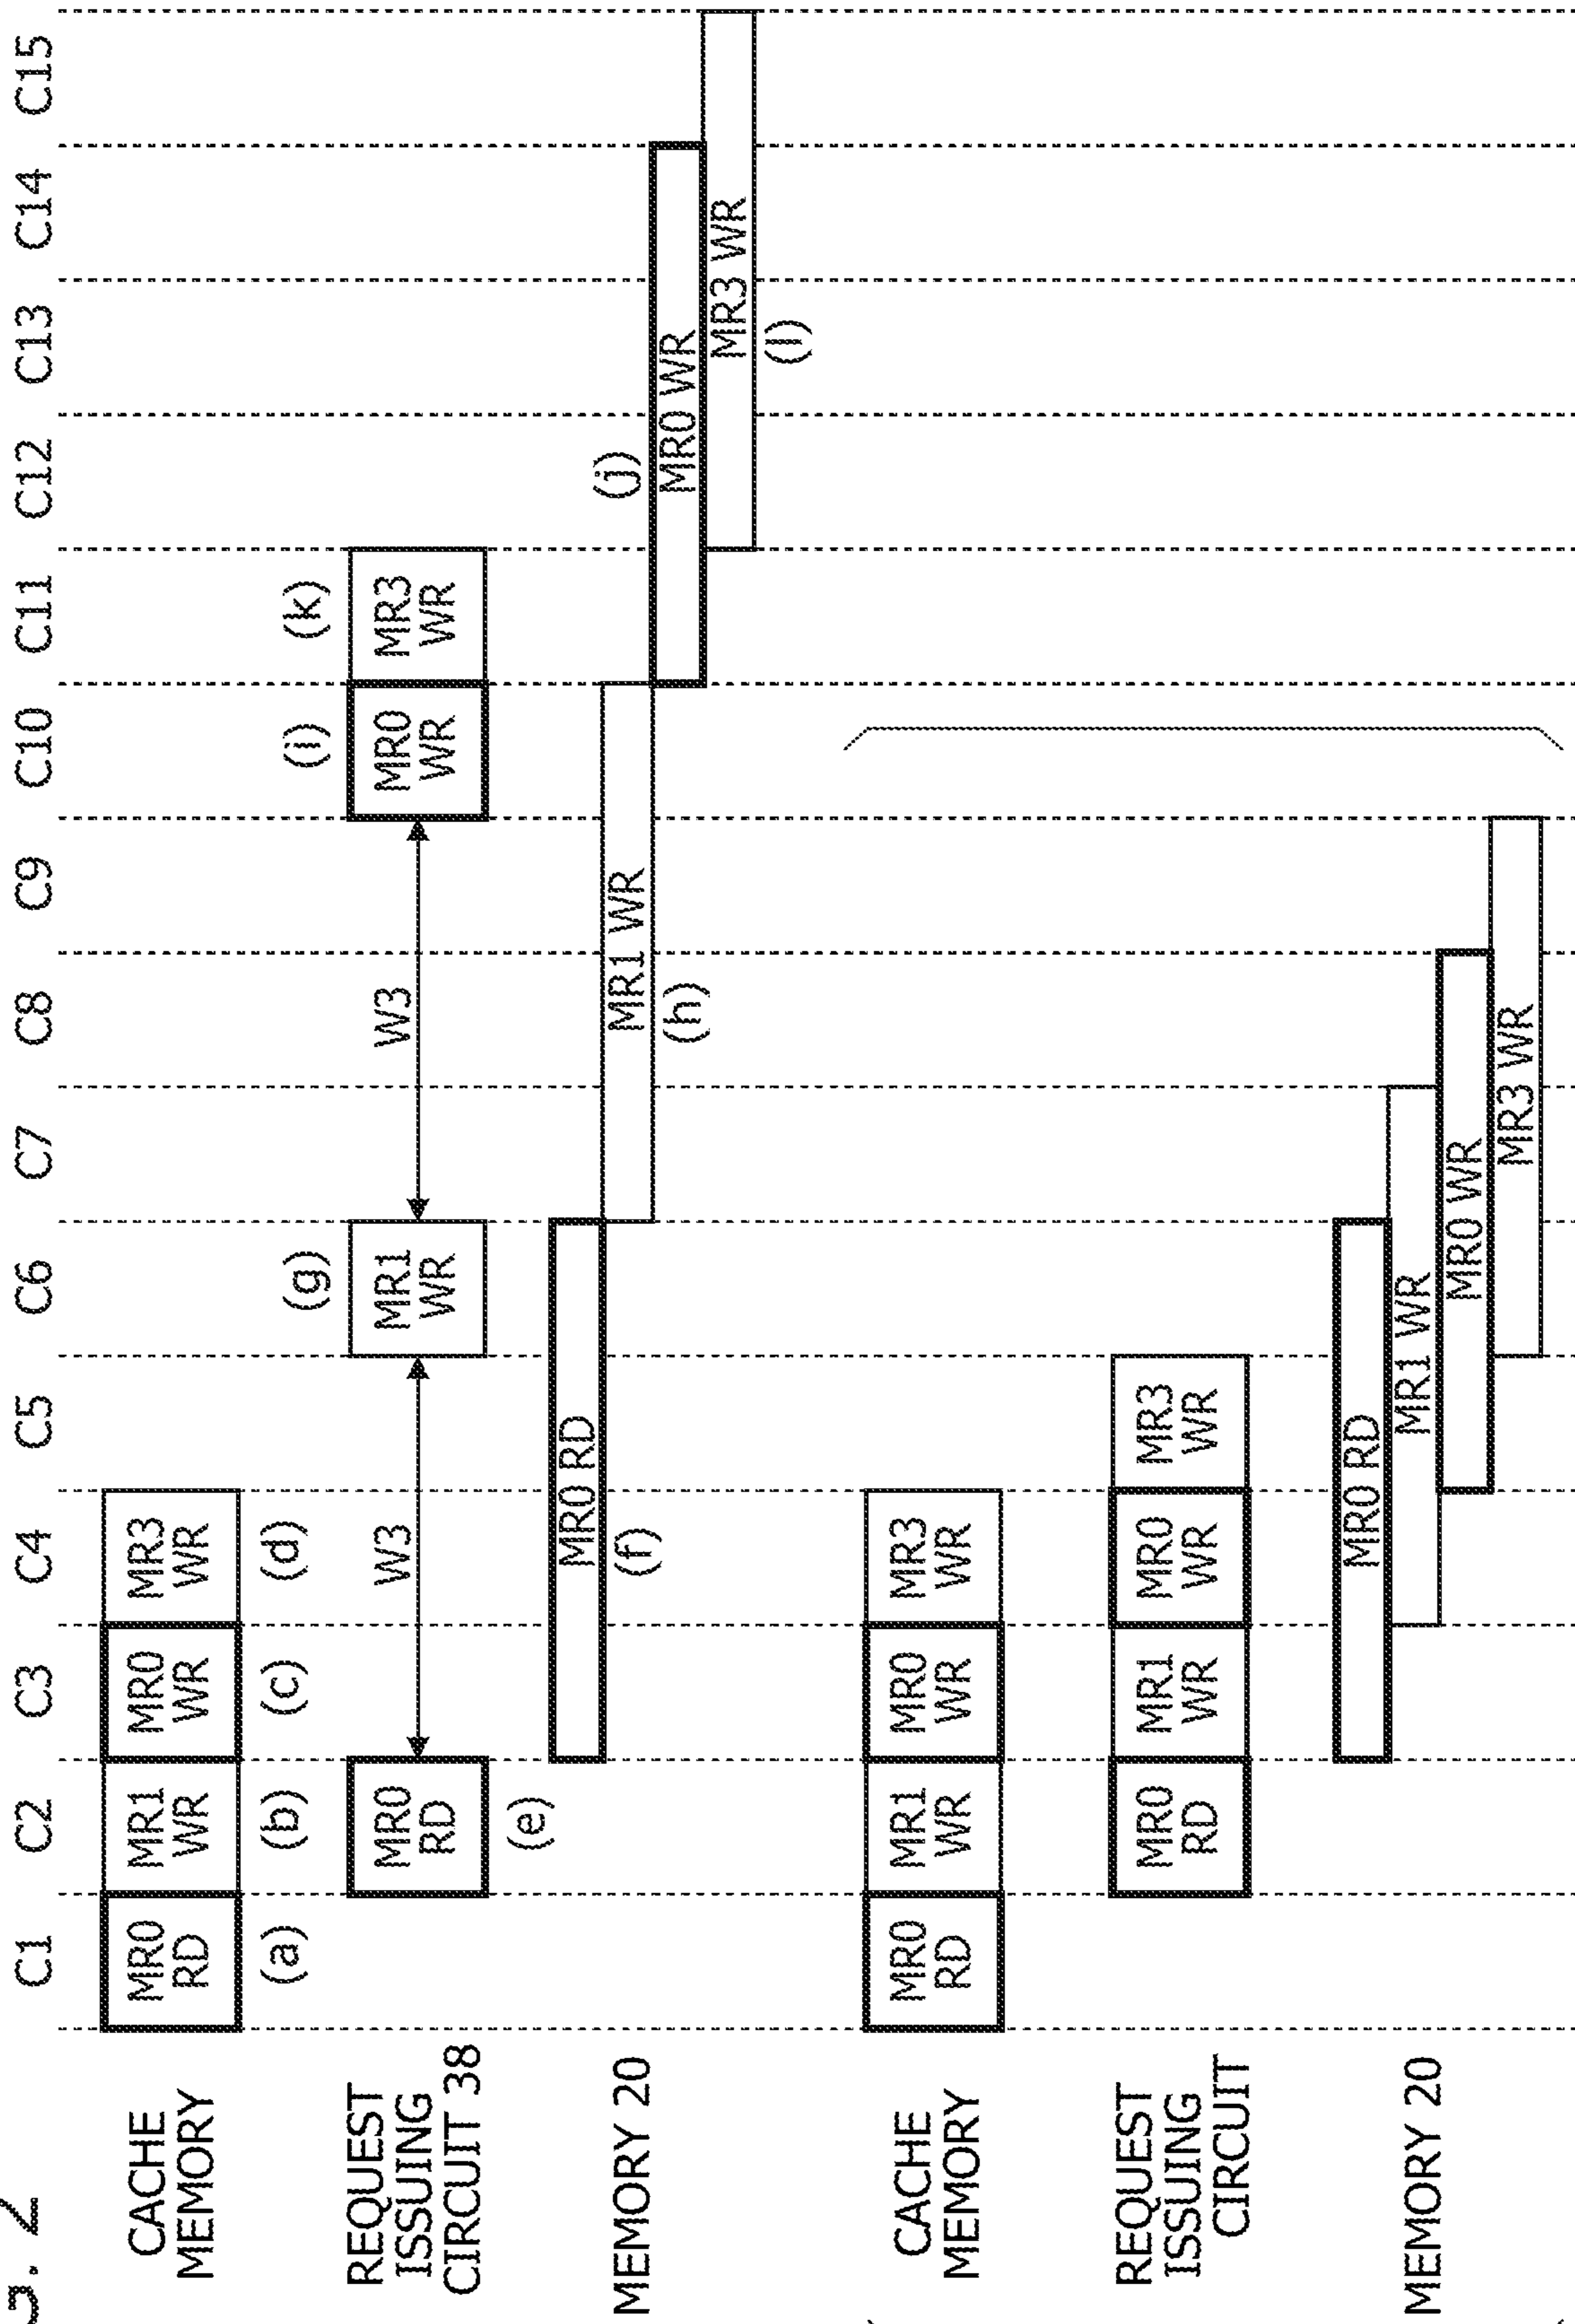 G. 2
C1 C2 C3 C4 C5 C6 C7 C8 C9 C10 C11 C12 C13 C14 C15
CACHE
MEMORY
MR0
RD
MR1
WR
MR0
WR
MR3
WR
(a) (b) (c) (d)
REQUEST
ISSUING
CIRCUIT 38
MR0
RD
W3
MR1
WR
W3
MR0
WR
MR3
WR
(e)
(g)
(i)
(k)
MEMORY 20
MR0 RD
(f)
MR1 WR
(h)
(j)
MR0 WR
MR3 WR
(l)
CACHE
MEMORY
MR0
RD
MR1
WR
MR0
WR
MR3
WR
REQUEST
ISSUING
CIRCUIT
MR0
RD
MR1
WR
MR0
WR
MR3
WR
MEMORY 20
MR0 RD
MR1 WR
MR0 WR
MR3 WR